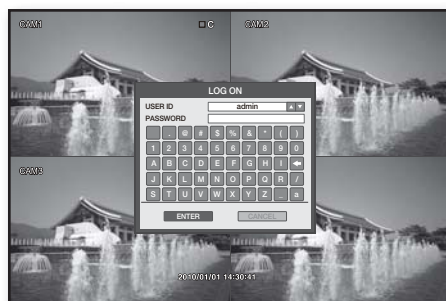 CAM1
C
CAM2
LOG ON
USER ID admin
PASSWORD
. @ # $ % & * ( )
1 2 3 4 5 6 7 8 9 0
A B C D E F G H I
J K L M N O P Q R /
S T U V W X Y Z _ a
ENTER CANCEL
CAM3
2010/01/01 14:30:41